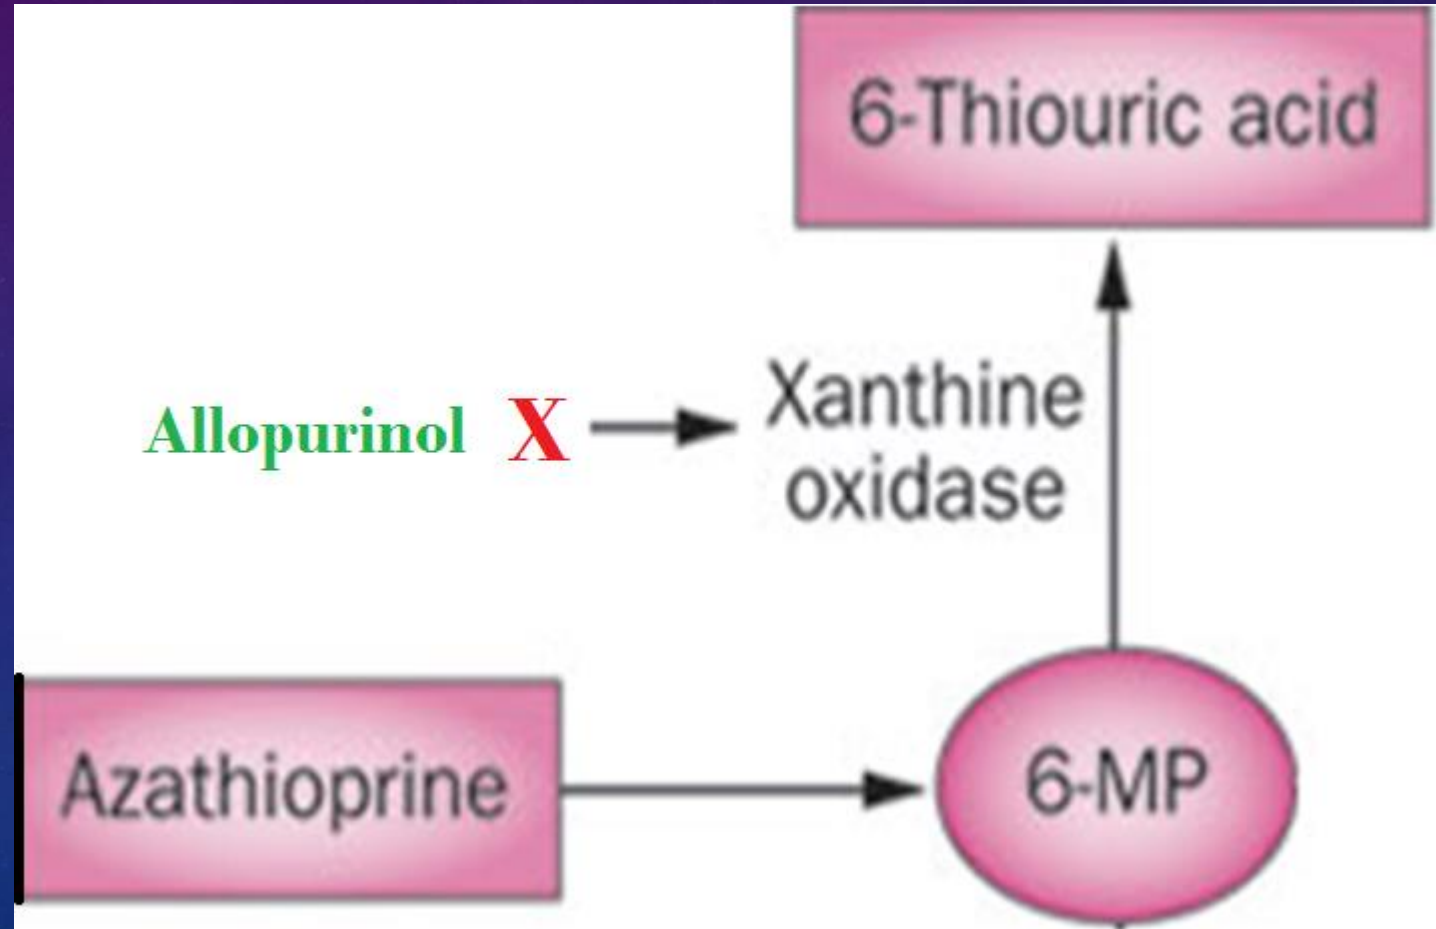 6-Thiouric acid
Allopurinol X
Xanthine
oxidase
Azathioprine
6-MP